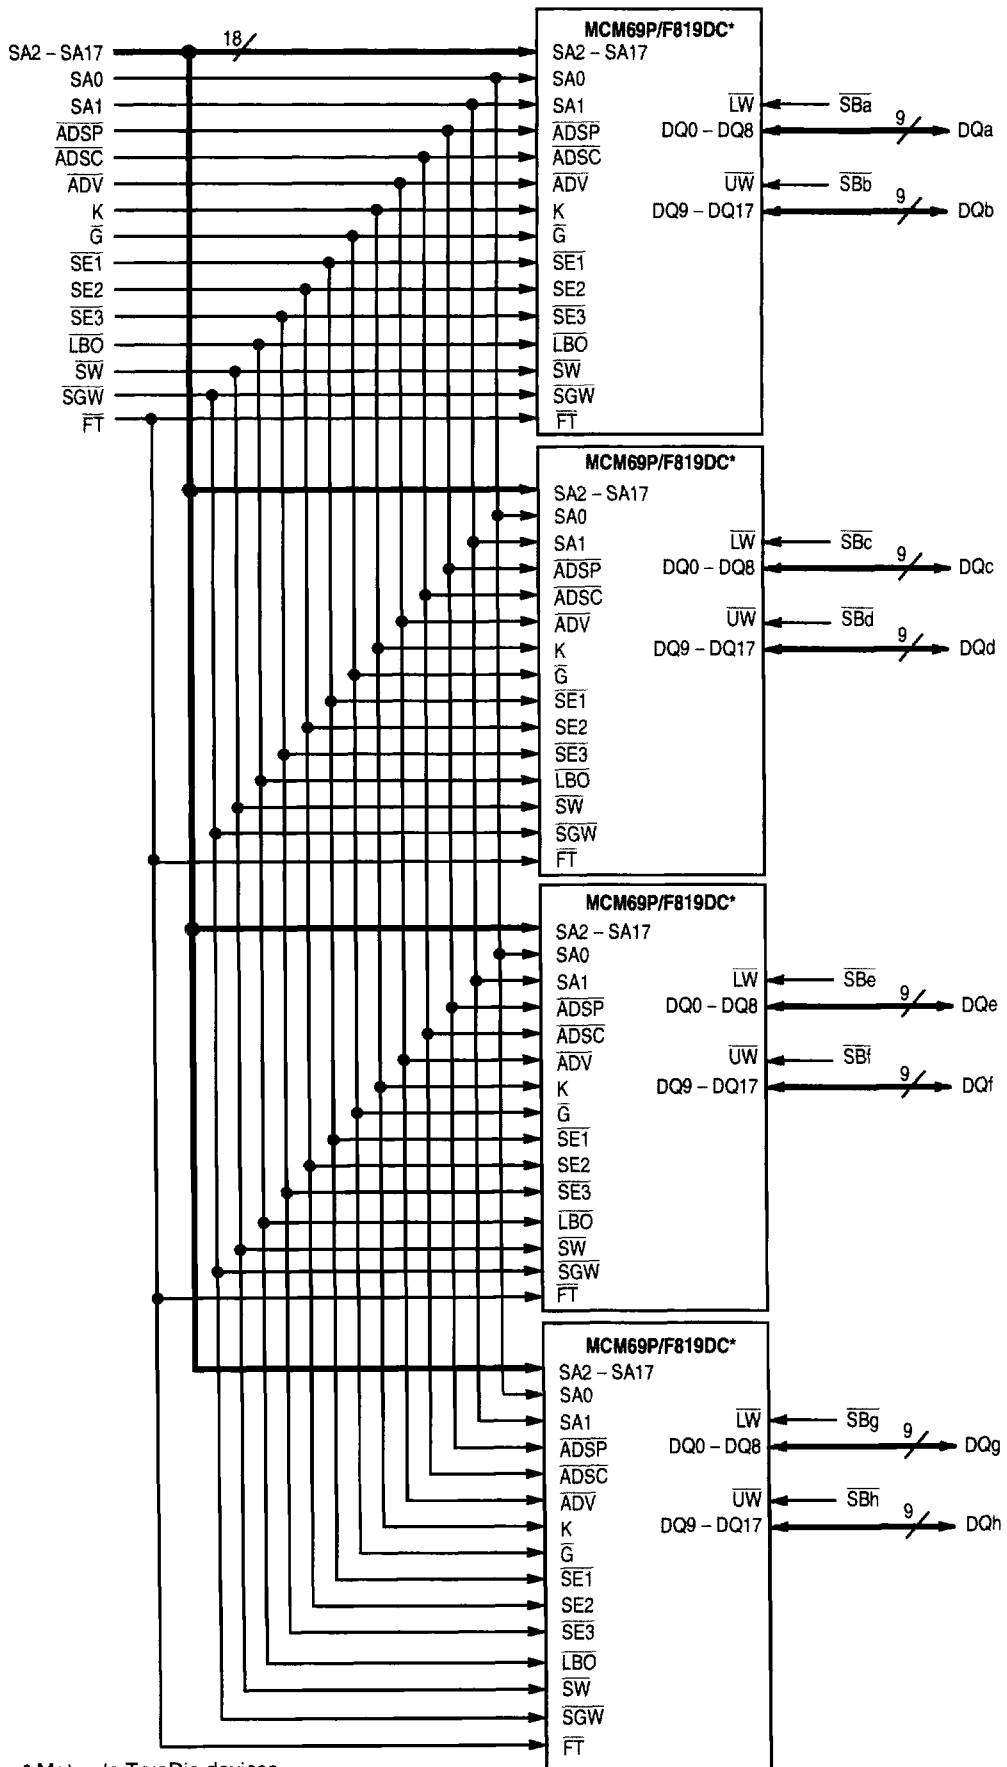 MCM69P/F819DC*
SA2 – SA17 18 SA2 – SA17
SA0 SA0
SA1 SA1 LW SBa
ADSP ADSP DQ0 – DQ8 9 DQa
ADSC ADSC
ADV ADV UW SBb
K K DQ9 – DQ17 9 DQb
G G
SE1 SE1
SE2 SE2
SE3 SE3
LBO LBO
SW SW
SGW SGW
FT FT
MCM69P/F819DC*
SA2 – SA17
SA0
SA1 LW SBc
ADSP DQ0 – DQ8 9 DQc
ADSC
ADV UW SBd
K DQ9 – DQ17 9 DQd
G
SE1
SE2
SE3
LBO
SW
SGW
FT
MCM69P/F819DC*
SA2 – SA17
SA0
SA1 LW SBe
ADSP DQ0 – DQ8 9 DQe
ADSC
ADV UW SBf
K DQ9 – DQ17 9 DQf
G
SE1
SE2
SE3
LBO
SW
SGW
FT
MCM69P/F819DC*
SA2 – SA17
SA0
SA1 LW SBg
ADSP DQ0 – DQ8 9 DQg
ADSC
ADV UW SBh
K DQ9 – DQ17 9 DQh
G
SE1
SE2
SE3
LBO
SW
SGW
FT